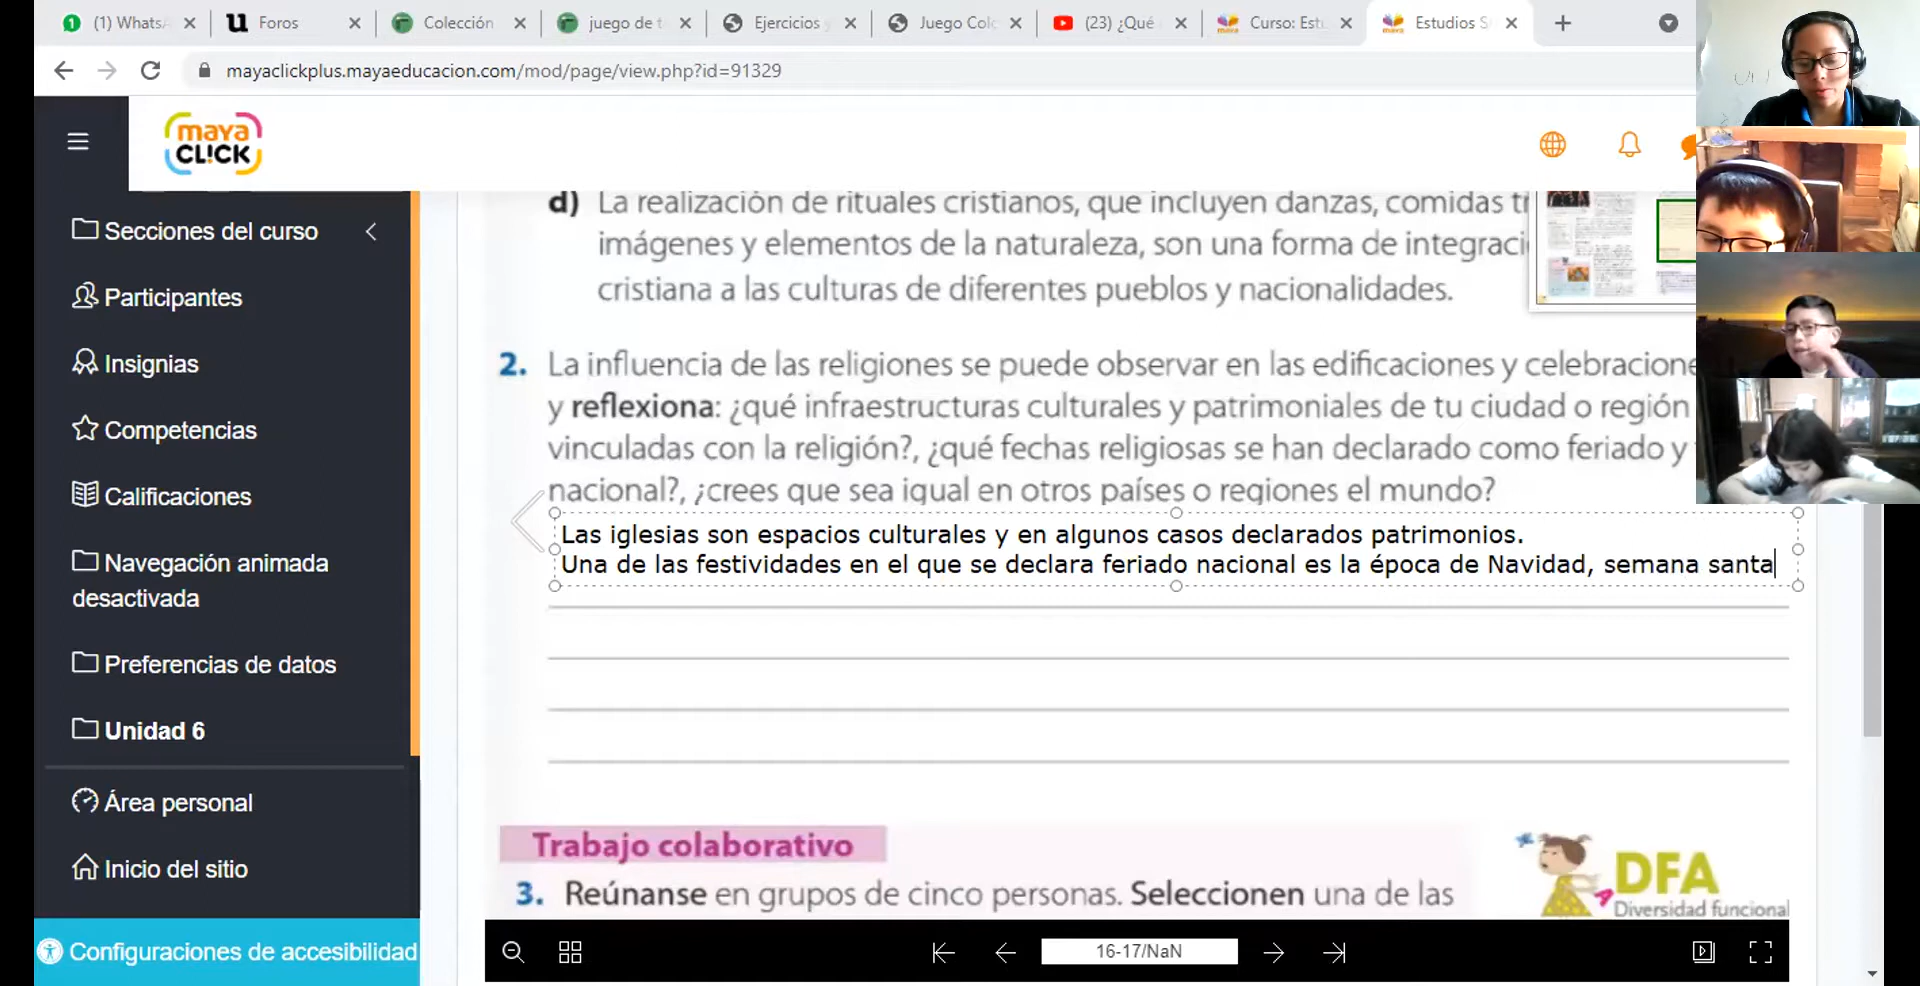 (1) WhatsA
Foros
Colección
juego de t
Ejercicios y
Juego Colo
(23) ¿Qué
Curso: Estu
Estudios S
mayaclickplus.mayaeducacion.com/mod/page/view.php?id=91329
maya
CL!CK
Secciones del curso
Participantes
Insignias
Competencias
Calificaciones
Navegación animada
desactivada
Preferencias de datos
Unidad 6
Área personal
Inicio del sitio
Configuraciones de accesibilidad
d) La realización de rituales cristianos, que incluyen danzas, comidas
imágenes y elementos de la naturaleza, son una forma de
cristiana a las culturas de diferentes pueblos y nacionalidades.
2. La influencia de las religiones se puede observar en las edificaciones y celebracione
y reflexiona: ¿qué infraestructuras culturales y patrimoniales de tu ciudad o región
vinculadas con la religión?, ¿qué fechas religiosas se han declarado como feriado y
nacional?, ¿crees que sea igual en otros países o regiones el mundo?
Las iglesias son espacios culturales y en algunos casos declarados patrimonios.
Una de las festividades en el que se declara feriado nacional es la época de Navidad, semana santa
Trabajo colaborativo
3. Reúnanse en grupos de cinco personas. Seleccionen una de las
DFA
Diversidad funcional
16-17/NaN